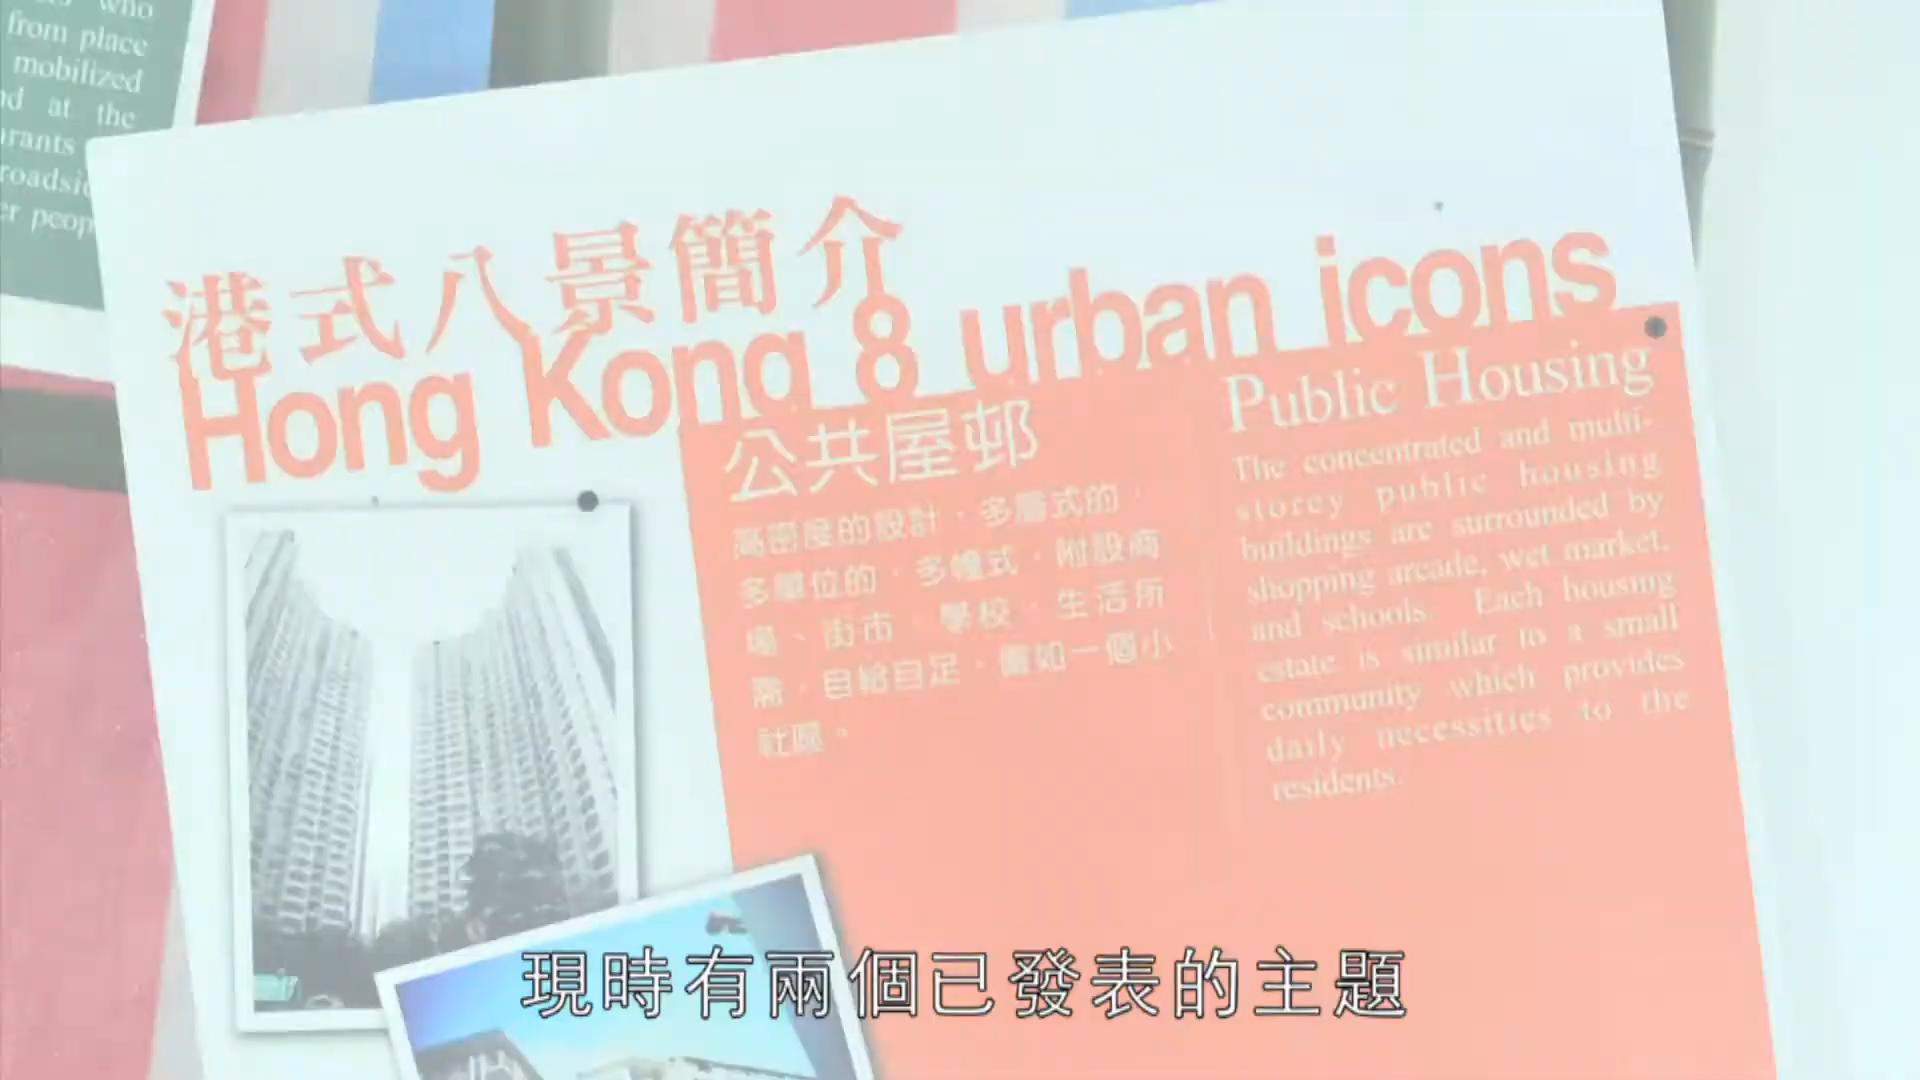 who
from place
mobilized
at the
roadsi
er peop
港式八景簡介
Hong Kong 8 urban icons
公共屋邨
高密度的設計，多層式的，
多單位的，多幢式，附設商
場、街市、學校，生活所
需，自給自足，儼如一個小
社區。
Public Housing
The concentrated and multi-
storey public housing
buildings are surrounded by
shopping arcade, wet market,
and schools. Each housing
estate is similar to a small
community which provides
daily necessities to the
residents.
現時有兩個已發表的主題